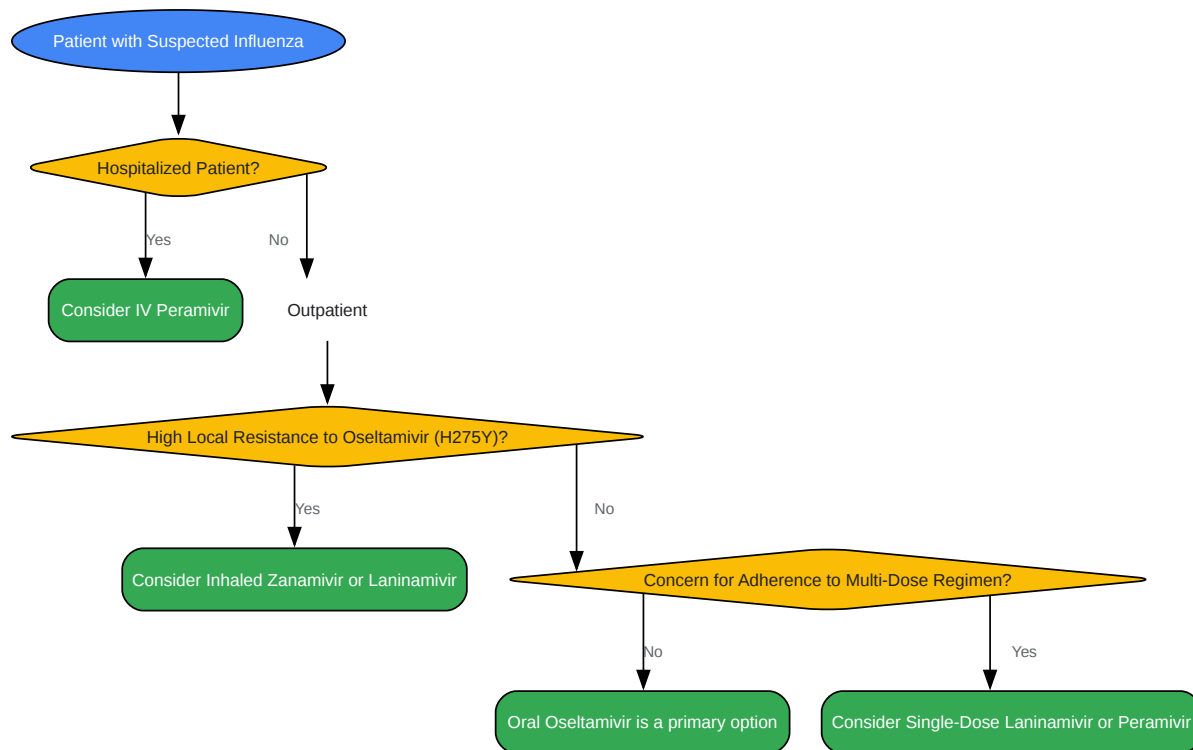 Patient with Suspected Influenza
Hospitalized Patient?
Yes
No
Consider IV Peramivir
Outpatient
High Local Resistance to Oseltamivir (H275Y)?
Yes
No
Consider Inhaled Zanamivir or Laninamivir
Concern for Adherence to Multi-Dose Regimen?
No
Yes
Oral Oseltamivir is a primary option
Consider Single-Dose Laninamivir or Peramivir